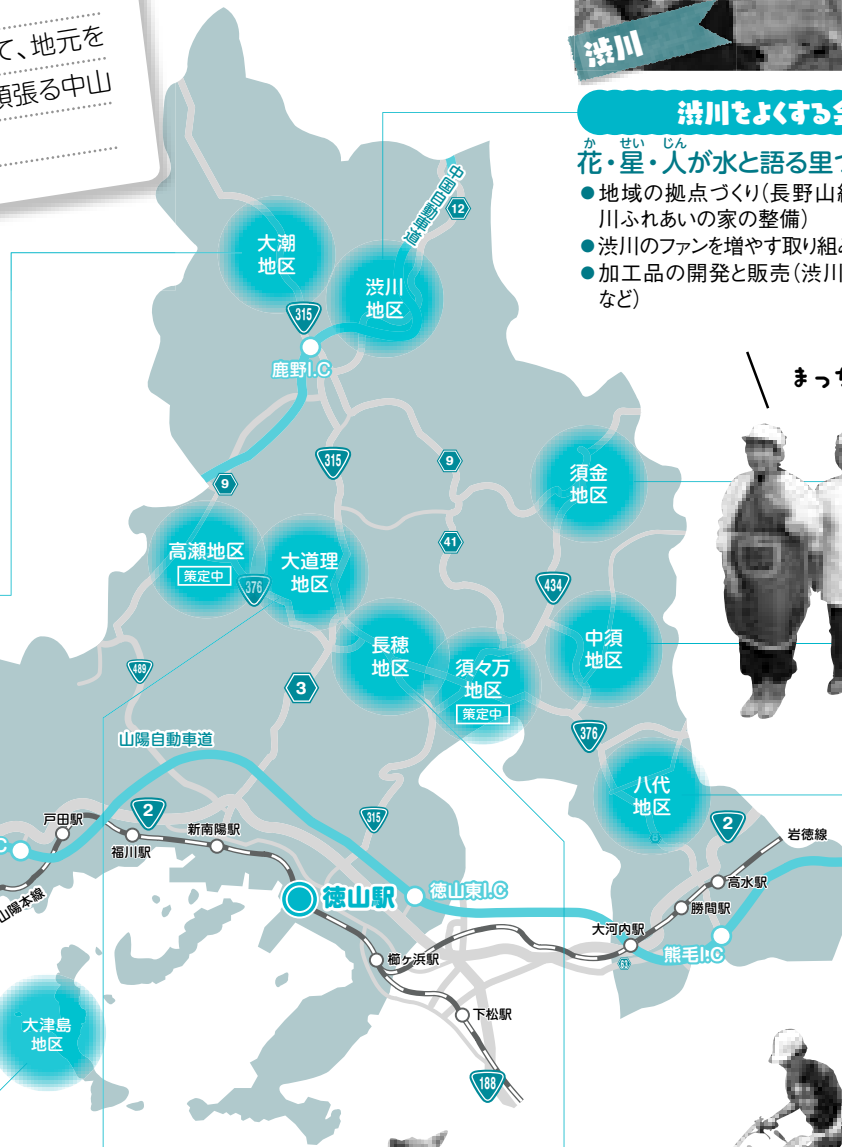 て、地元を
頑張る中山
渋川
渋川をよくする
か せい じん
花・星・人が水と語る里
●地域の拠点づくり(長野山
川ふれあいの家の整備)
●渋川のファンを増やす取り組
●加工品の開発と販売(渋川
など)
まっ
中国自動車道
12
大潮
地区
渋川
地区
315
鹿野I.C
315
9
9
須金
地区
41
高瀬地区
策定中
376
大道理
地区
434
長穂
地区
須々万
地区
策定中
中須
地区
489
3
376
山陽自動車道
八代
地区
2
315
2
戸田駅
福川駅
新南陽駅
岩徳線
C
山陽本線
徳山駅
徳山東I.C
高水駅
勝間駅
大河内駅
熊毛I.C
63
櫛ヶ浜駅
大津島
地区
下松駅
188